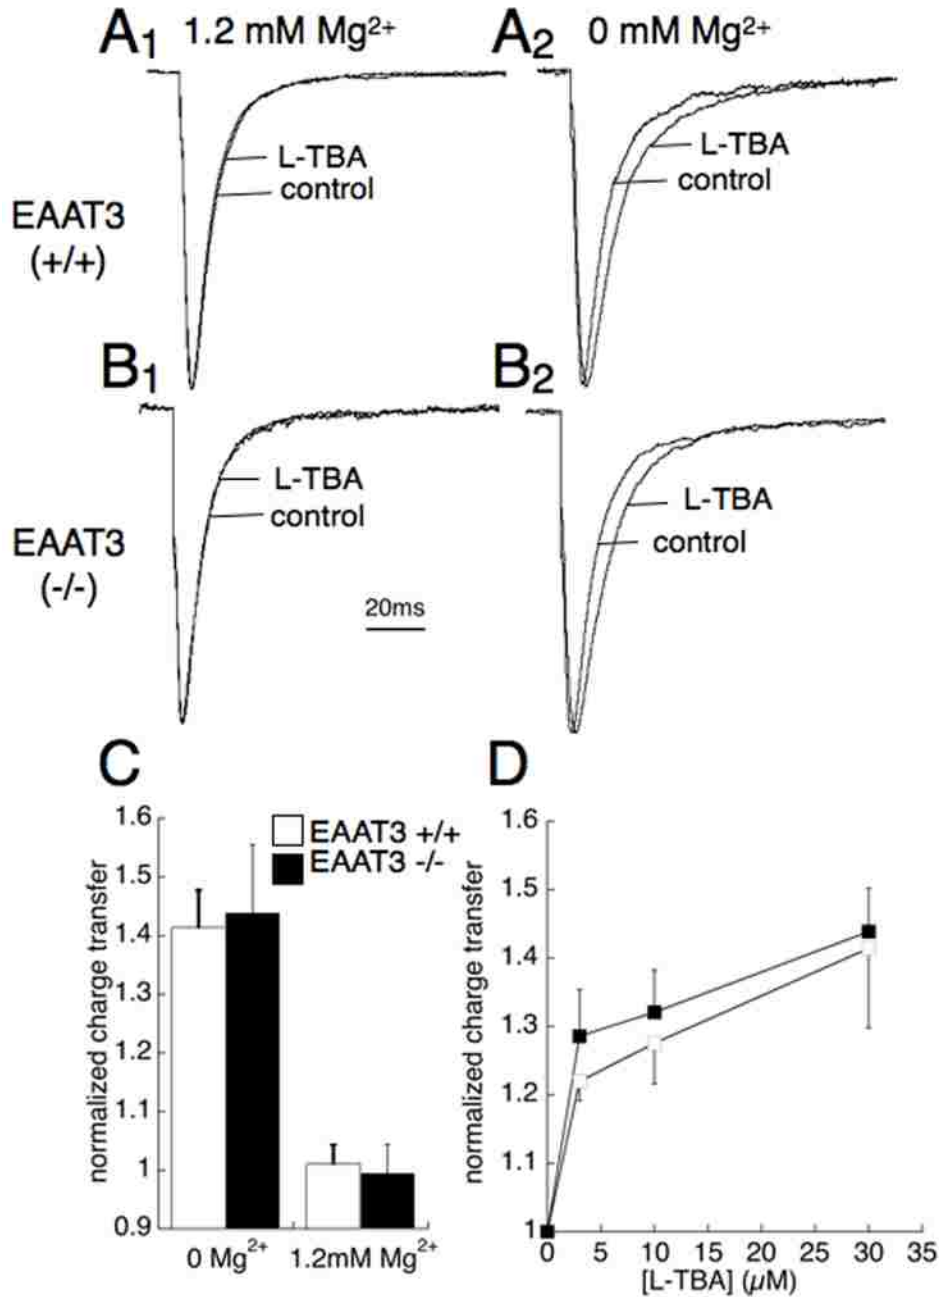 A1 1.2 mM Mg2+
A2 0 mM Mg2+
L-TBA
control
L-TBA
control
EAAT3
(+/+)
B1
B2
L-TBA
control
L-TBA
control
EAAT3
(-/-)
20ms
C
D
EAAT3 +/+
EAAT3 -/-
normalized charge transfer
1.6
1.5
1.4
1.3
1.2
1.1
1
0.9
0 Mg2+
1.2mM Mg2+
normalized charge transfer
1.6
1.5
1.4
1.3
1.2
1.1
1
0 5 10 15 20 25 30 35
[L-TBA] (µM)